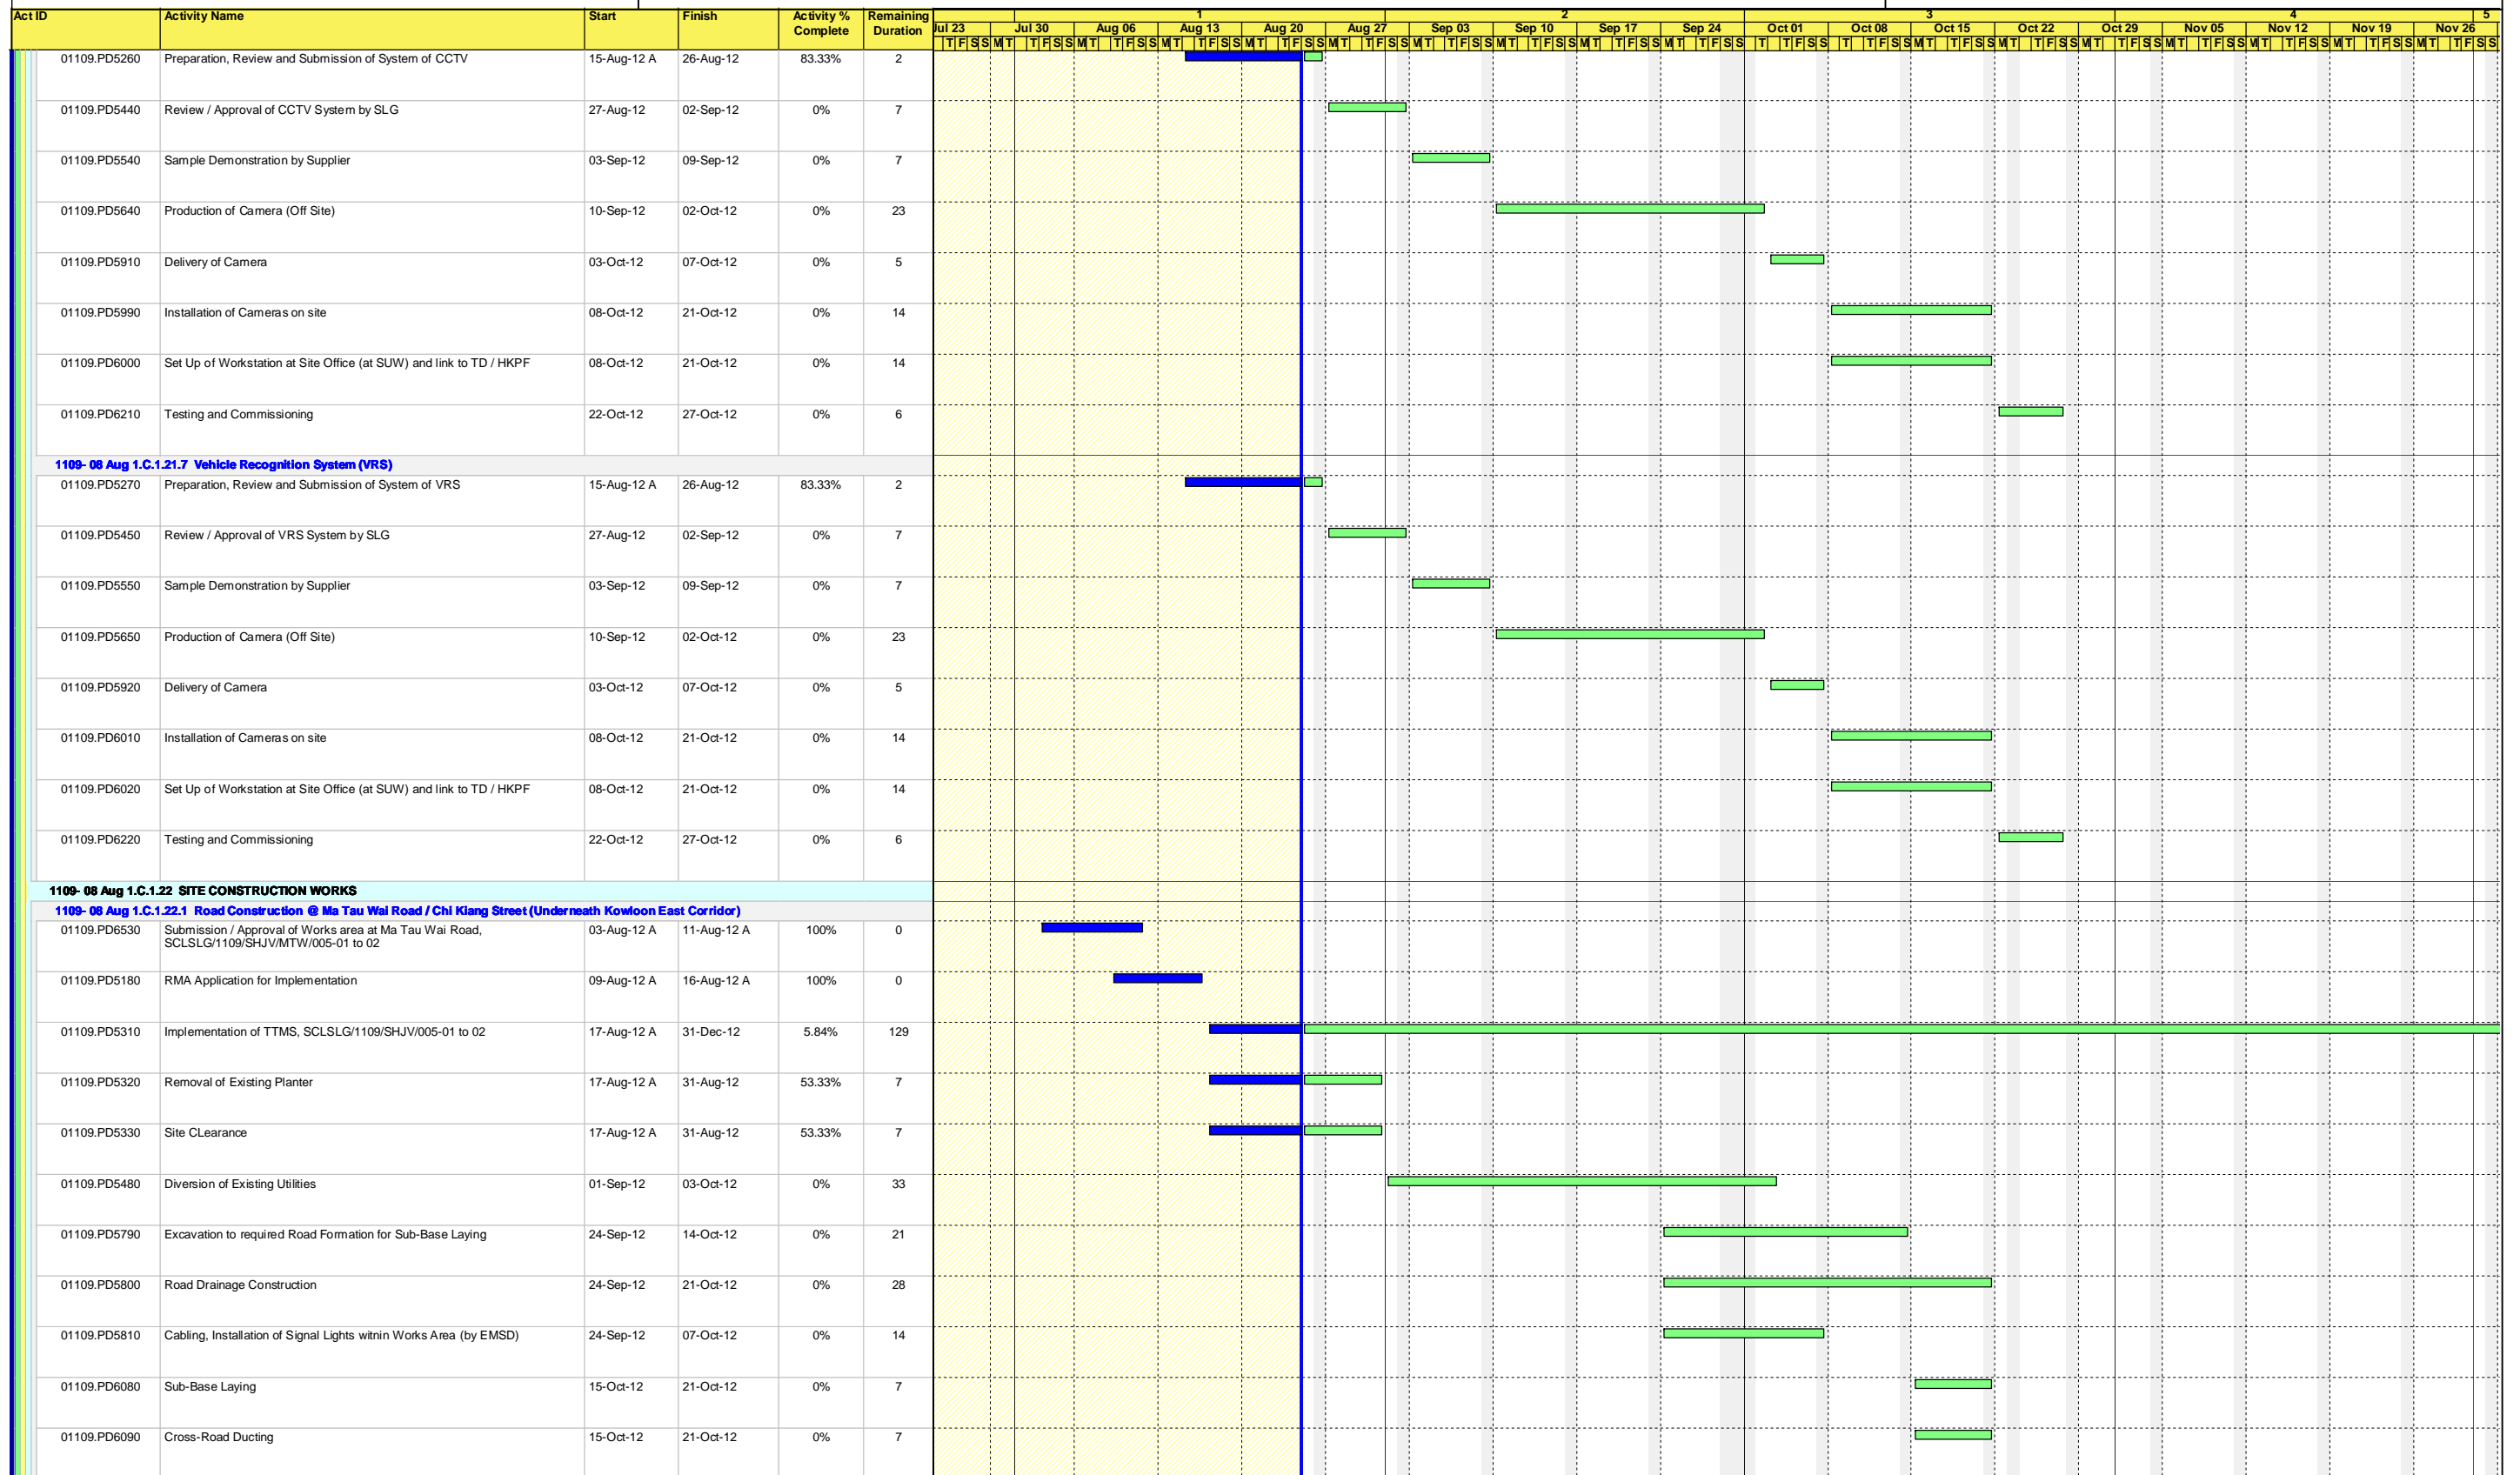 1 2 3 4 5
Act ID Activity Name Start Finish Activity % Complete Remaining Duration Jul 23 Jul 30 Aug 06 Aug 13 Aug 20 Aug 27 Sep 03 Sep 10 Sep 17 Sep 24 Oct 01 Oct 08 Oct 15 Oct 22 Oct 29 Nov 05 Nov 12 Nov 19 Nov 26
01109.PD5260 Preparation, Review and Submission of System of CCTV 15-Aug-12 A 26-Aug-12 83.33% 2
01109.PD5440 Review / Approval of CCTV System by SLG 27-Aug-12 02-Sep-12 0% 7
01109.PD5540 Sample Demonstration by Supplier 03-Sep-12 09-Sep-12 0% 7
01109.PD5640 Production of Camera (Off Site) 10-Sep-12 02-Oct-12 0% 23
01109.PD5910 Delivery of Camera 03-Oct-12 07-Oct-12 0% 5
01109.PD5990 Installation of Cameras on site 08-Oct-12 21-Oct-12 0% 14
01109.PD6000 Set Up of Workstation at Site Office (at SUW) and link to TD / HKPF 08-Oct-12 21-Oct-12 0% 14
01109.PD6210 Testing and Commissioning 22-Oct-12 27-Oct-12 0% 6
1109- 08 Aug 1.C.1.21.7 Vehicle Recognition System (VRS)
01109.PD5270 Preparation, Review and Submission of System of VRS 15-Aug-12 A 26-Aug-12 83.33% 2
01109.PD5450 Review / Approval of VRS System by SLG 27-Aug-12 02-Sep-12 0% 7
01109.PD5550 Sample Demonstration by Supplier 03-Sep-12 09-Sep-12 0% 7
01109.PD5650 Production of Camera (Off Site) 10-Sep-12 02-Oct-12 0% 23
01109.PD5920 Delivery of Camera 03-Oct-12 07-Oct-12 0% 5
01109.PD6010 Installation of Cameras on site 08-Oct-12 21-Oct-12 0% 14
01109.PD6020 Set Up of Workstation at Site Office (at SUW) and link to TD / HKPF 08-Oct-12 21-Oct-12 0% 14
01109.PD6220 Testing and Commissioning 22-Oct-12 27-Oct-12 0% 6
1109- 08 Aug 1.C.1.22 SITE CONSTRUCTION WORKS
1109- 08 Aug 1.C.1.22.1 Road Construction @ Ma Tau Wai Road / Chi Kiang Street (Underneath Kowloon East Corridor)
01109.PD6530 Submission / Approval of Works area at Ma Tau Wai Road, 03-Aug-12 A 11-Aug-12 A 100% 0
SCLSLG/1109/SHJV/MTW/005-01 to 02
01109.PD5180 RMA Application for Implementation 09-Aug-12 A 16-Aug-12 A 100% 0
01109.PD5310 Implementation of TTMS, SCLSLG/1109/SHJV/005-01 to 02 17-Aug-12 A 31-Dec-12 5.84% 129
01109.PD5320 Removal of Existing Planter 17-Aug-12 A 31-Aug-12 53.33% 7
01109.PD5330 Site CLearance 17-Aug-12 A 31-Aug-12 53.33% 7
01109.PD5480 Diversion of Existing Utilities 01-Sep-12 03-Oct-12 0% 33
01109.PD5790 Excavation to required Road Formation for Sub-Base Laying 24-Sep-12 14-Oct-12 0% 21
01109.PD5800 Road Drainage Construction 24-Sep-12 21-Oct-12 0% 28
01109.PD5810 Cabling, Installation of Signal Lights witnin Works Area (by EMSD) 24-Sep-12 07-Oct-12 0% 14
01109.PD6080 Sub-Base Laying 15-Oct-12 21-Oct-12 0% 7
01109.PD6090 Cross-Road Ducting 15-Oct-12 21-Oct-12 0% 7